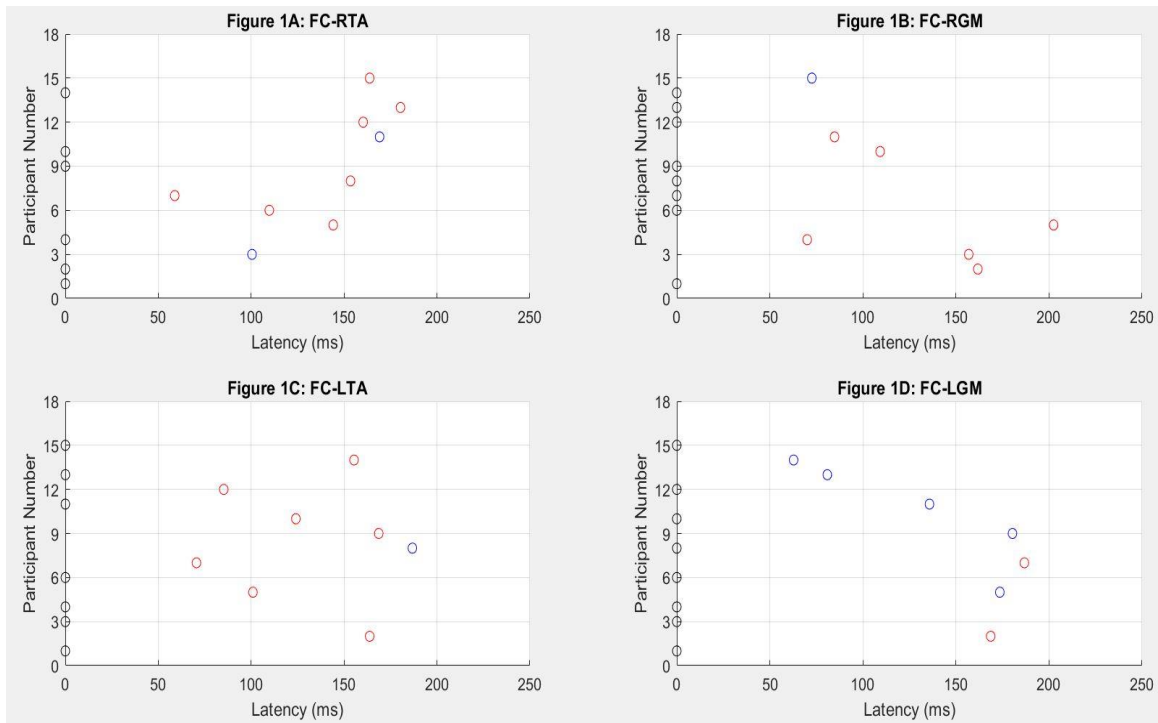 Figure 1A: FC-RTA
18
15
12
9
6
3
0
Participant Number
0 50 100 150 200 250
Latency (ms)
Figure 1B: FC-RGM
18
15
12
9
6
3
0
Participant Number
0 50 100 150 200 250
Latency (ms)
Figure 1C: FC-LTA
18
15
12
9
6
3
0
Participant Number
0 50 100 150 200 250
Latency (ms)
Figure 1D: FC-LGM
18
15
12
9
6
3
0
Participant Number
0 50 100 150 200 250
Latency (ms)